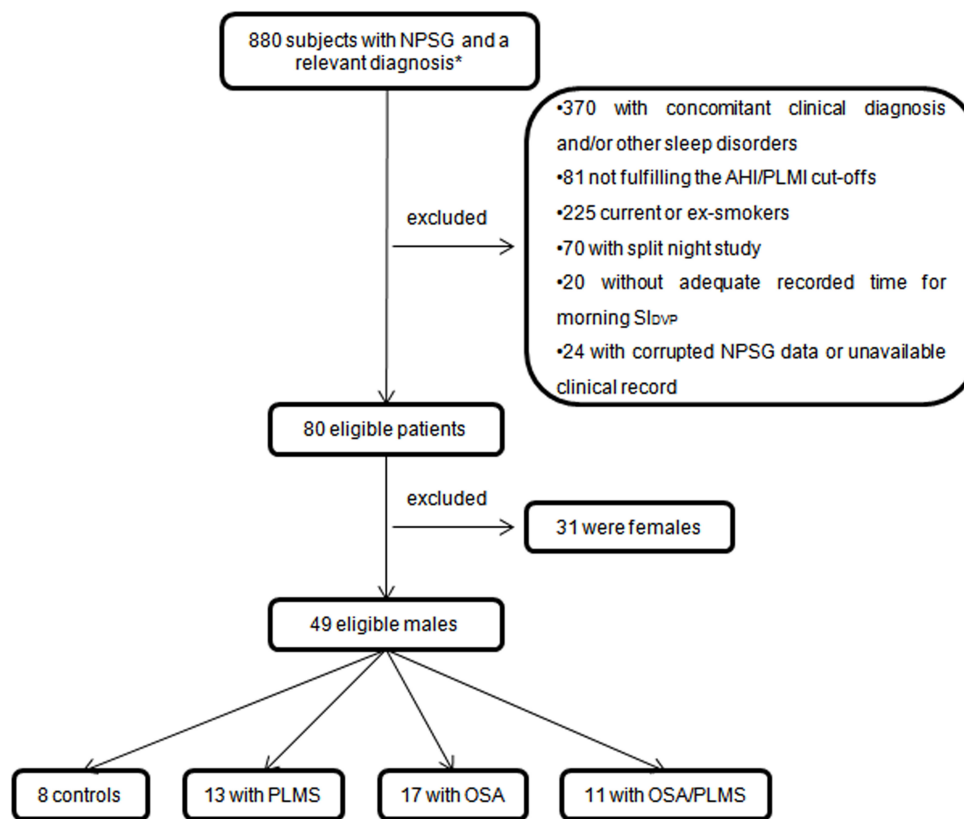 880 subjects with NPSG and a
relevant diagnosis*
•370 with concomitant clinical diagnosis
and/or other sleep disorders
•81 not fulfilling the AHI/PLMI cut-offs
•225 current or ex-smokers
•70 with split night study
•20 without adequate recorded time for
morning SIDVP
•24 with corrupted NPSG data or unavailable
clinical record
excluded
80 eligible patients
excluded
31 were females
49 eligible males
8 controls
13 with PLMS
17 with OSA
11 with OSA/PLMS